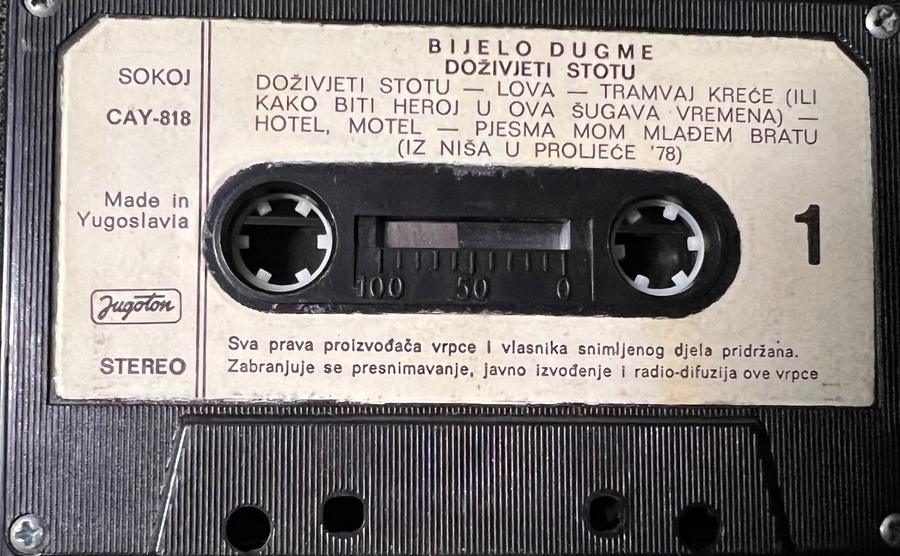 BIJELO DUGME
DOŽIVJETI STOTU
DOŽIVJETI STOTU — LOVA — TRAMVAJ KREĆE (ILI
KAKO BITI HEROJ U OVA ŠUGAVA VREMENA) —
HOTEL, MOTEL — PJESMA MOM MLAĐEM BRATU
(IZ NIŠA U PROLJEĆE '78)
SOKOJ
CAY-818
Made in
Yugoslavia
1
100 50 0
Jugoton
STEREO
Sva prava proizvođača vrpce i vlasnika snimljenog djela pridržana.
Zabranjuje se presnimavanje, javno izvođenje i radio-difuzija ove vrpce